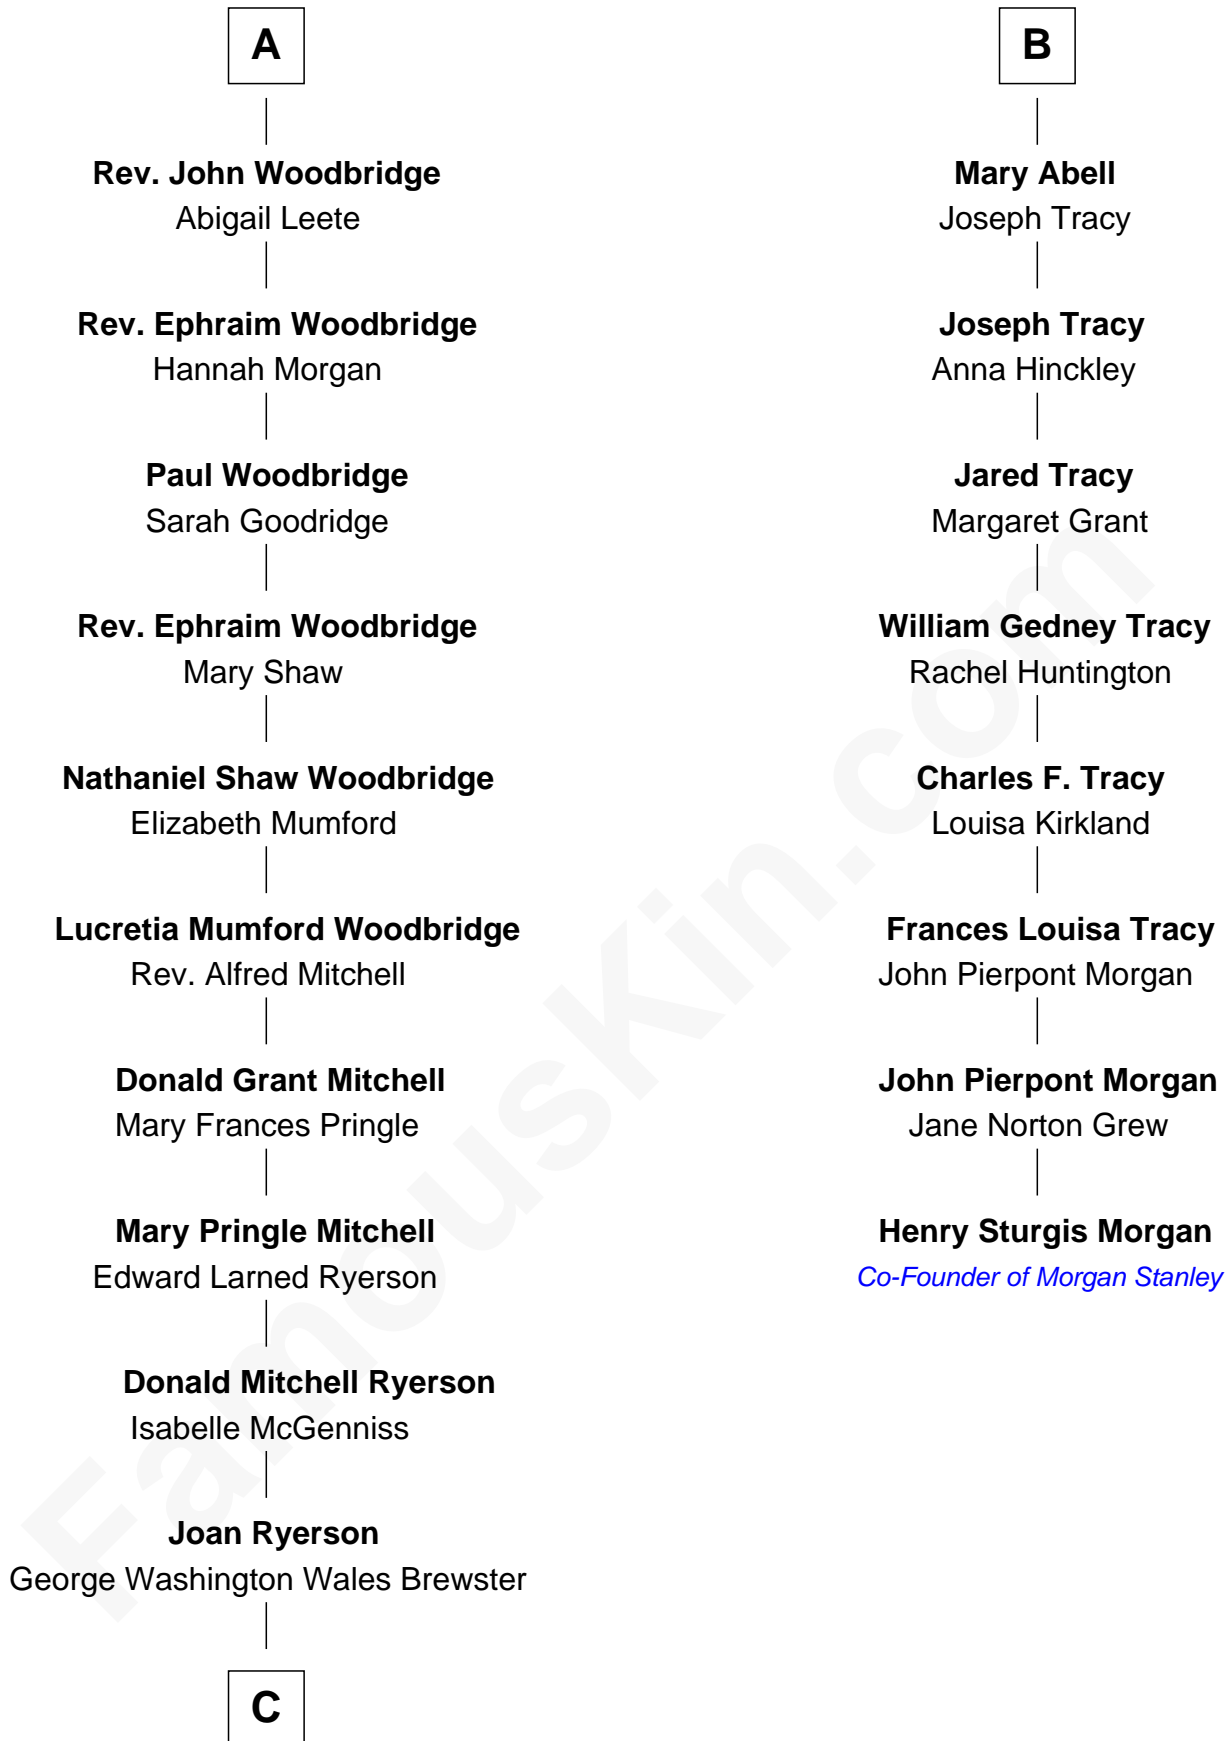 A
Rev. John Woodbridge
Abigail Leete
Rev. Ephraim Woodbridge
Hannah Morgan
Paul Woodbridge
Sarah Goodridge
Rev. Ephraim Woodbridge
Mary Shaw
Nathaniel Shaw Woodbridge
Elizabeth Mumford
Lucretia Mumford Woodbridge
Rev. Alfred Mitchell
Donald Grant Mitchell
Mary Frances Pringle
Mary Pringle Mitchell
Edward Larned Ryerson
Donald Mitchell Ryerson
Isabelle McGenniss
Joan Ryerson
George Washington Wales Brewster
C
B
Mary Abell
Joseph Tracy
Joseph Tracy
Anna Hinckley
Jared Tracy
Margaret Grant
William Gedney Tracy
Rachel Huntington
Charles F. Tracy
Louisa Kirkland
Frances Louisa Tracy
John Pierpont Morgan
John Pierpont Morgan
Jane Norton Grew
Henry Sturgis Morgan
Co-Founder of Morgan Stanley
FamousKin.com